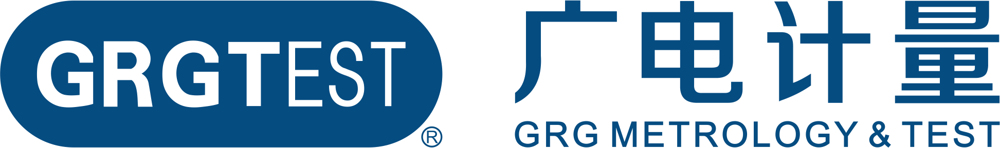 GRGTEST®
广电计量
GRG METROLOGY & TEST